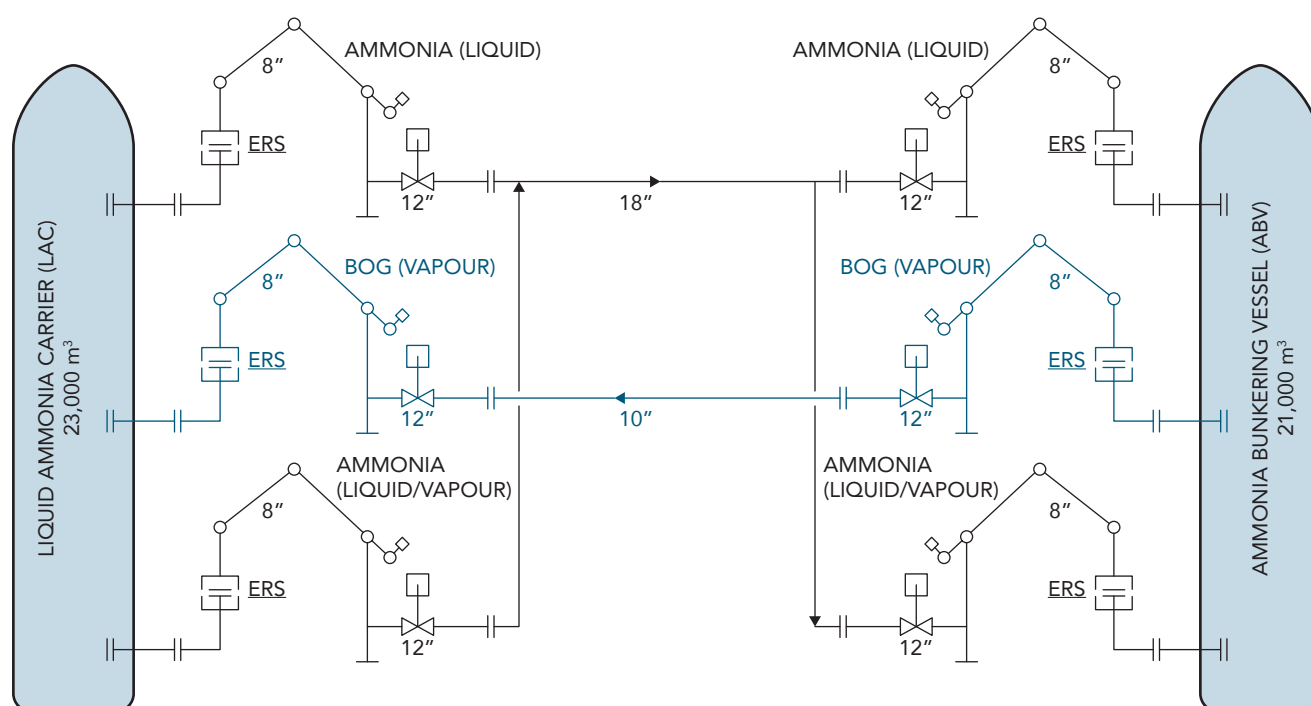 AMMONIA (LIQUID)
AMMONIA (LIQUID)
8”
8”
ERS
ERS
12”
18”
12”
LIQUID AMMONIA CARRIER (LAC)
23,000 m³
AMMONIA BUNKERING VESSEL (ABV)
21,000 m³
BOG (VAPOUR)
BOG (VAPOUR)
8”
8”
ERS
ERS
12”
10”
12”
AMMONIA
(LIQUID/VAPOUR)
AMMONIA
(LIQUID/VAPOUR)
8”
8”
ERS
ERS
12”
12”